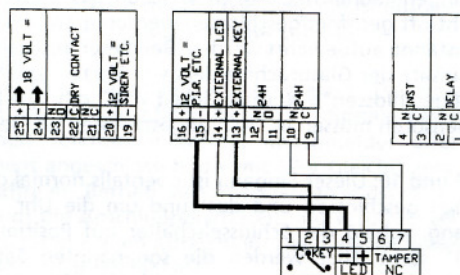 18 VOLT =
DRY CONTACT
12 VOLT =
SIREN ETC.
25 +
24 -
23 NO
22 C
21 NC
20 +
19 -
12 VOLT =
P.I.R. ETC.
EXTERNAL LED
EXTERNAL KEY
24H
24H
16 +
15 -
14 +
13 +
12 N
11 O
10 N
9 C
INST
DELAY
4 N
3 C
2 N
1 C
1 2 3 4 5 6 7
C KEY - + TAMPER
LED NC